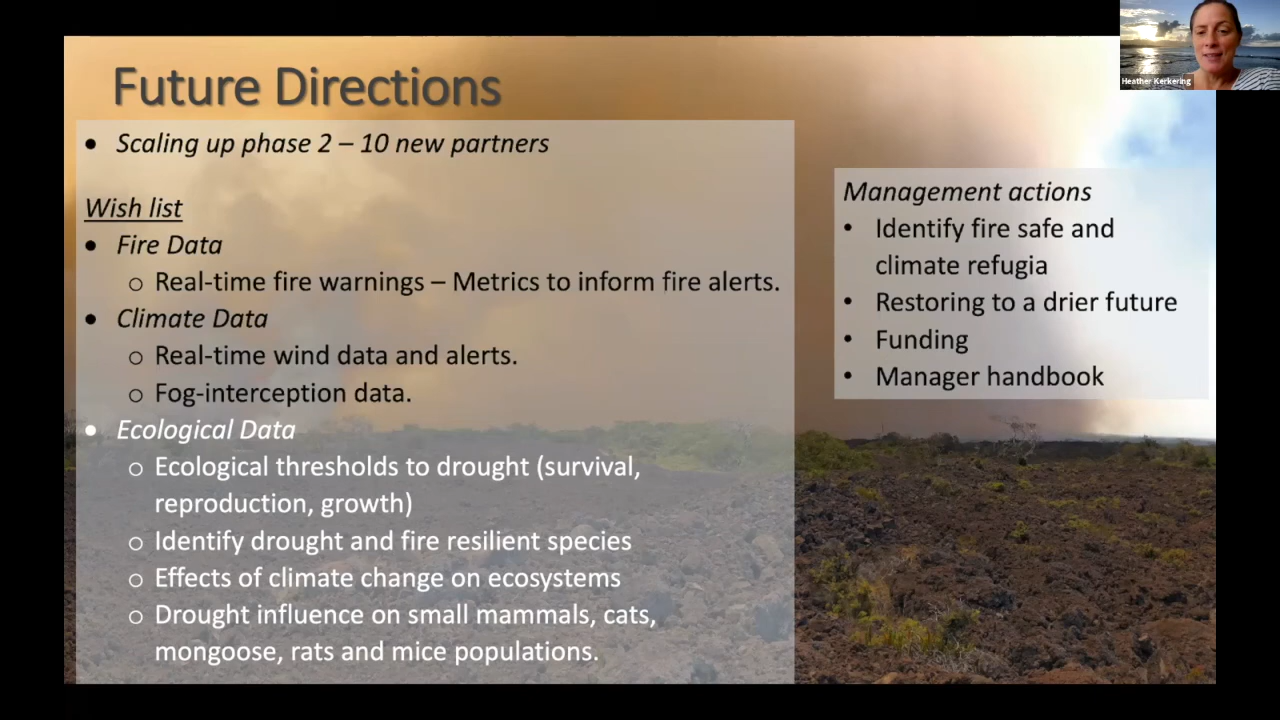 Future Directions
• Scaling up phase 2 – 10 new partners
Wish list
• Fire Data
o Real-time fire warnings – Metrics to inform fire alerts.
• Climate Data
o Real-time wind data and alerts.
o Fog-interception data.
• Ecological Data
o Ecological thresholds to drought (survival,
reproduction, growth)
o Identify drought and fire resilient species
o Effects of climate change on ecosystems
o Drought influence on small mammals, cats,
mongoose, rats and mice populations.
Management actions
• Identify fire safe and
climate refugia
• Restoring to a drier future
• Funding
• Manager handbook
Heather Kerkering